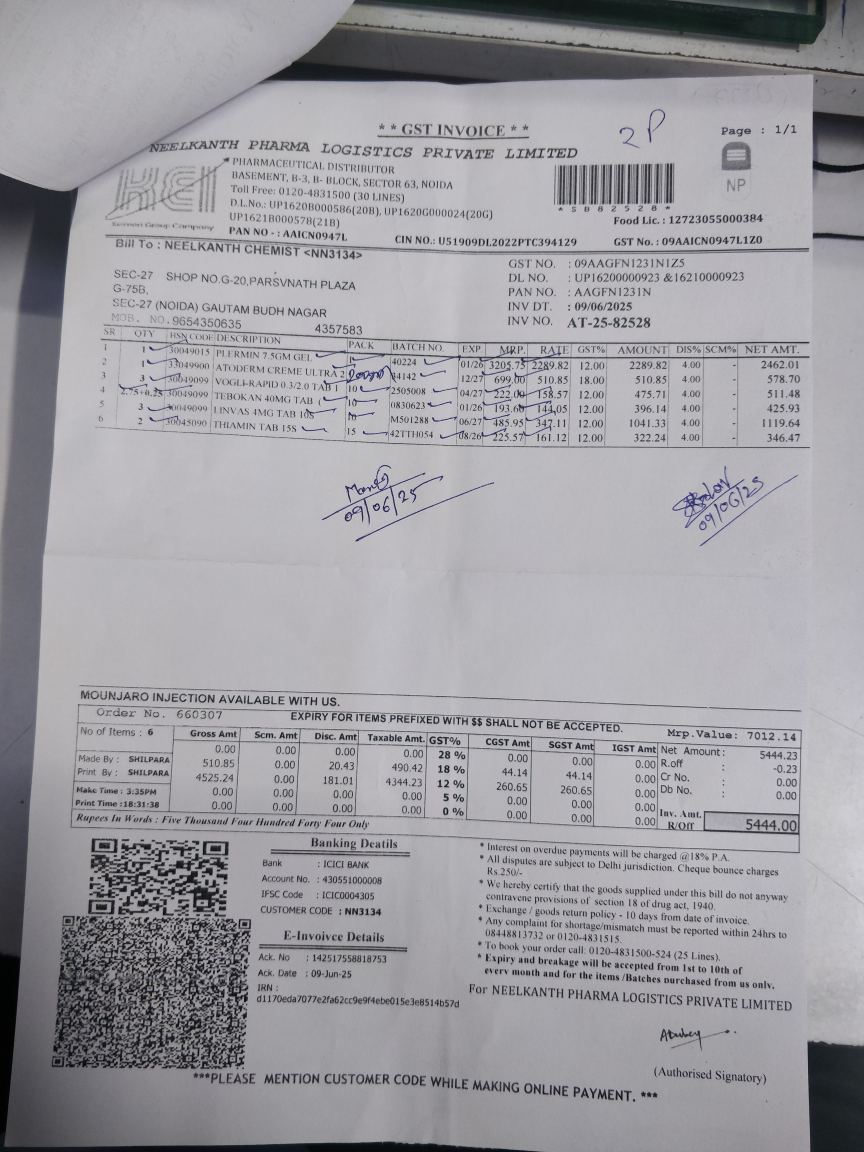 ** GST INVOICE **
2P
Page : 1/1
NEELKANTH PHARMA LOGISTICS PRIVATE LIMITED
PHARMACEUTICAL DISTRIBUTOR
BASEMENT, B-3, B- BLOCK, SECTOR 63, NOIDA
Toll Free: 0120-4831500 (30 LINES)
D.L.No.: UP1620B000586(20B), UP1620G000024(20G)
UP1621B000578(21B)
PAN NO - : AAICN0947L
CIN NO.: U51909DL2022PTC394129
*S882528*
NP
Food Lic. : 12723055000384
GST No. : 09AAICN0947L1Z0
Bill To : NEELKANTH CHEMIST <NN3134>
SEC-27 SHOP NO.G-20,PARSVNATH PLAZA
G-75B,
SEC-27 (NOIDA) GAUTAM BUDH NAGAR
MOB. NO.9654350635 4357583
GST NO. : 09AAGFN1231N1Z5
DL NO. : UP16200000923 &16210000923
PAN NO. : AAGFN1231N
INV DT. : 09/06/2025
INV NO. AT-25-82528
SR QTY HSN CODE DESCRIPTION PACK BATCH NO. EXP. MRP. RATE GST% AMOUNT DIS% SCM% NET AMT.
1 1 30049015 PLERMIN 7.5GM GEL 40224 01/26 3205.75 2289.82 12.00 2289.82 4.00 - 2462.01
2 1 33049900 ATODERM CREME ULTRA 2 54142 12/27 699.00 510.85 18.00 510.85 4.00 - 578.70
3 3 30049099 VOGLI-RAPID 0.3/2.0 TAB 1 10 2505008 04/27 222.00 158.57 12.00 475.71 4.00 - 511.48
4 2.75+0.25 30049099 TEBOKAN 40MG TAB ( 10 0830623 01/26 193.60 144.05 12.00 396.14 4.00 - 425.93
5 3 30049099 LINVAS 4MG TAB 10S 10 M501288 06/27 485.95 347.11 12.00 1041.33 4.00 - 1119.64
6 2 30045090 THIAMIN TAB 15S 15 42TTH054 08/26 225.57 161.12 12.00 322.24 4.00 - 346.47
09/06/25
09/06/25
MOUNJARO INJECTION AVAILABLE WITH US.
Order No. 660307 EXPIRY FOR ITEMS PREFIXED WITH $$ SHALL NOT BE ACCEPTED. Mrp.Value: 7012.14
No of Items : 6
Made By : SHILPARA
Print By : SHILPARA
Make Time : 3:35PM
Print Time :18:31:38
Gross Amt Scm. Amt Disc. Amt Taxable. Amt GST% CGST Amt SGST Amt IGST Amt
0.00 0.00 0.00 0.00 28 % 0.00 0.00 0.00
510.85 0.00 20.43 490.42 18 % 44.14 44.14 0.00
4525.24 0.00 181.01 4344.23 12 % 260.65 260.65 0.00
0.00 0.00 0.00 0.00 5 % 0.00 0.00 0.00
0.00 0.00 0.00 0.00 0 % 0.00 0.00 0.00
Net Amount : 5444.23
R.off : -0.23
Cr No. : 0.00
Db No. : 0.00
Inv. Amt. R/Off 5444.00
Rupees In Words : Five Thousand Four Hundred Forty Four Only
Banking Deatils
Bank : ICICI BANK
Account No. : 430551000008
IFSC Code : ICIC0004305
CUSTOMER CODE : NN3134
E-Invoivce Details
Ack. No : 142517558818753
Ack. Date : 09-Jun-25
IRN :
d1170eda7077e2fa62cc9e9f4ebe015e3e8514b57d
* Interest on overdue payments will be charged @18% P.A.
* All disputes are subject to Delhi jurisdiction. Cheque bounce charges
Rs.250/-
* We hereby certify that the goods supplied under this bill do not anyway
contravene provisions of section 18 of drug act, 1940.
* Exchange / goods return policy - 10 days from date of invoice.
* Any complaint for shortage/mismatch must be reported within 24hrs to
08448813732 or 0120-4831515.
* To book your order call: 0120-4831500-524 (25 Lines).
* Expiry and breakage will be accepted from 1st to 10th of
every month and for the items /Batches purchased from us only.
For NEELKANTH PHARMA LOGISTICS PRIVATE LIMITED
(Authorised Signatory)
***PLEASE MENTION CUSTOMER CODE WHILE MAKING ONLINE PAYMENT. ***